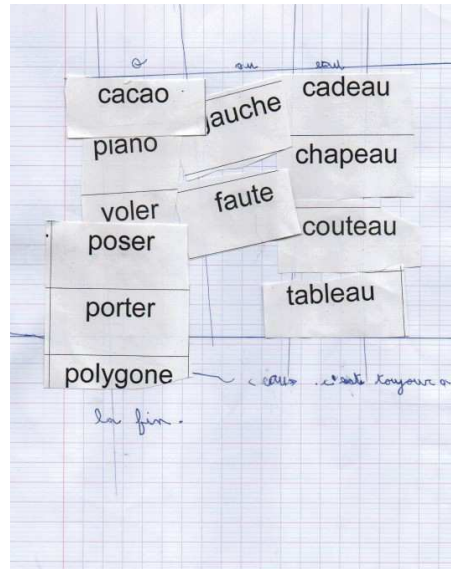 o au eau
cacao gauche cadeau
piano chapeau
voler faute couteau
poser
porter tableau
polygone
c'est toujours à
la fin.